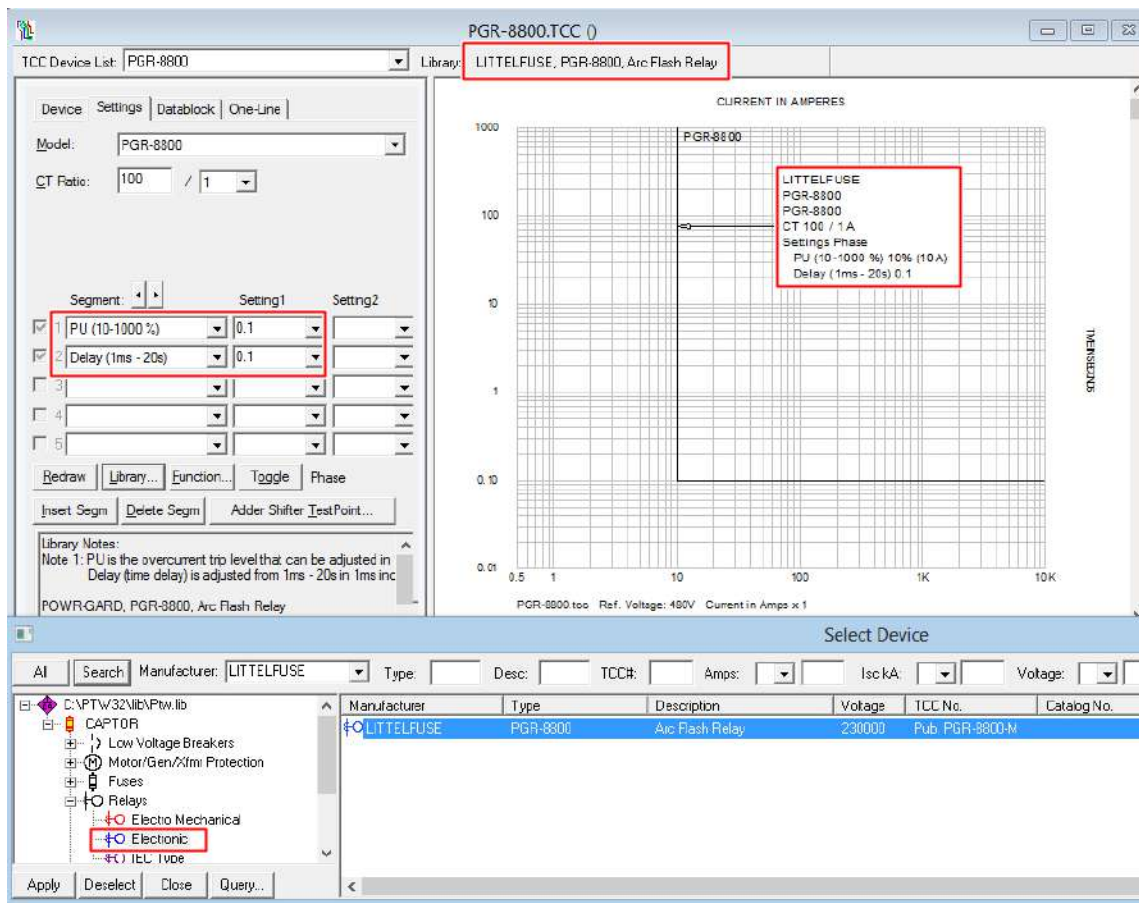 PGR-8800.TCC ()
TCC Device List: PGR-8800
Library: LITTELFUSE, PGR-8800, Arc Flash Relay
Device Settings Datablock One-Line
Model: PGR-8800
CT Ratio: 100 / 1
Segment: Setting1 Setting2
1 PU (10-1000 %) 0.1
2 Delay (1ms - 20s) 0.1
3
4
5
Redraw Library... Function... Toggle Phase
Insert Segm Delete Segm Adder Shifter TestPoint...
Library Notes:
Note 1: PU is the overcurrent trip level that can be adjusted in
Delay (time delay) is adjusted from 1ms - 20s in 1ms inc
POWR-GARD, PGR-8800, Arc Flash Relay
CURRENT IN AMPERES
1000
100
10
1
0.10
0.01
PGR-8800
LITTELFUSE
PGR-8800
PGR-8800
CT 100 / 1A
Settings Phase
PU (10-1000 %) 10% (10A)
Delay (1ms - 20s) 0.1
0.5 1 10 100 1K 10K
PGR-8800.tcc Ref. Voltage: 480V Current in Amps x 1
Select Device
All Search Manufacturer: LITTELFUSE Type: Desc: TCC#: Amps: Isc kA: Voltage:
C:\PTW32\lib\Ptw.lib
CAPTOR
Low Voltage Breakers
Motor/Gen/Xfmr Protection
Fuses
Relays
Electro Mechanical
Electronic
IEC Type
Manufacturer Type Description Voltage TCC No. Catalog No.
LITTELFUSE PGR-8800 Arc Flash Relay 230000 Pub. PGR-8800-M
Apply Deselect Close Query...